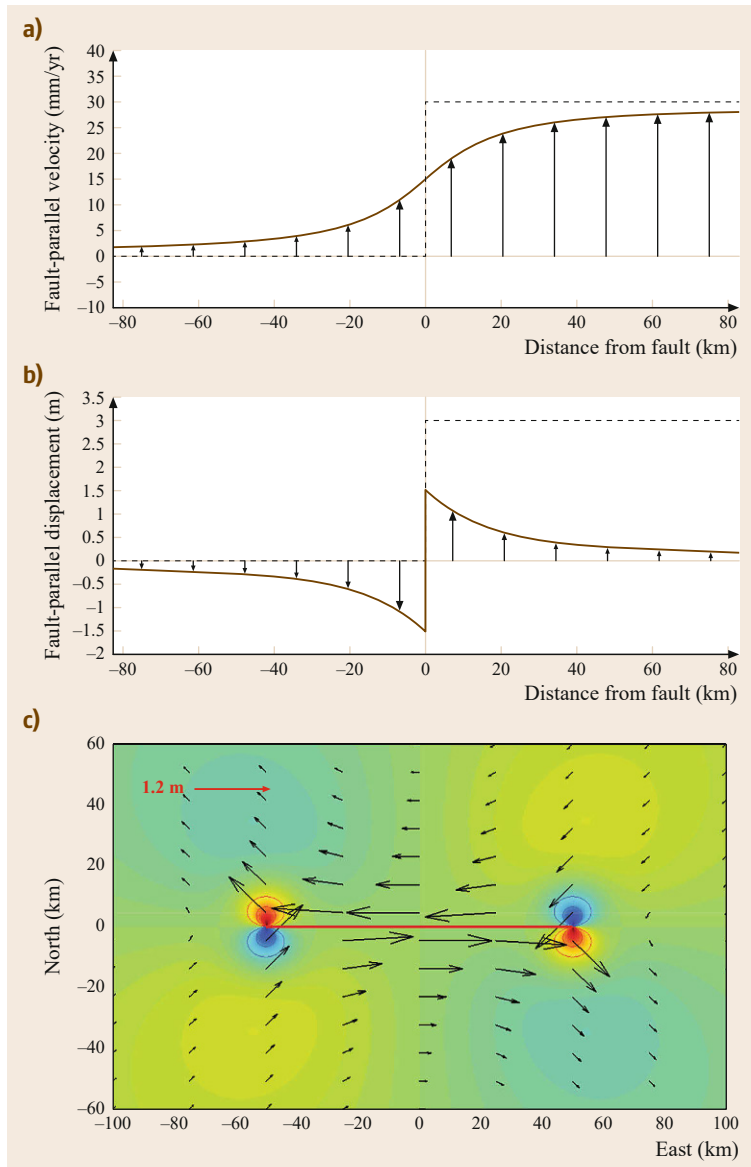 a)
Fault-parallel velocity (mm/yr)
40
35
30
25
20
15
10
5
0
–5
–10
–80 –60 –40 –20 0 20 40 60 80
Distance from fault (km)
b)
Fault-parallel displacement (m)
3.5
3
2.5
2
1.5
1
0.5
0
–0.5
–1
–1.5
–2
–80 –60 –40 –20 0 20 40 60 80
Distance from fault (km)
c)
North (km)
60
40
20
0
–20
–40
–60
1.2 m
–100 –80 –60 –40 –20 0 20 40 60 80 100
East (km)